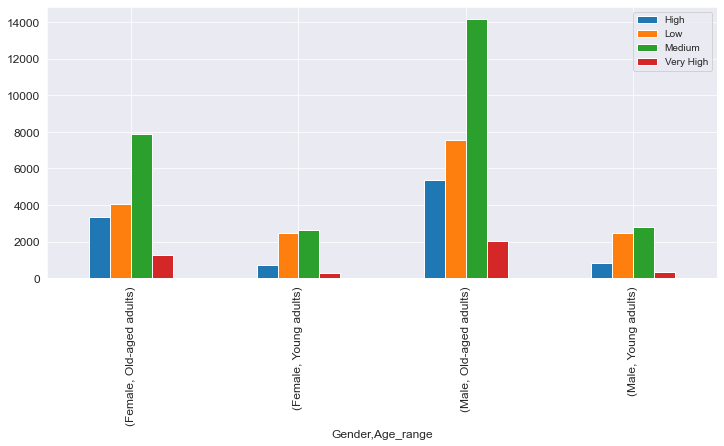 14000
12000
10000
8000
6000
4000
2000
0
High
Low
Medium
Very High
(Female, Old-aged adults)
(Female, Young adults)
(Male, Old-aged adults)
(Male, Young adults)
Gender,Age_range